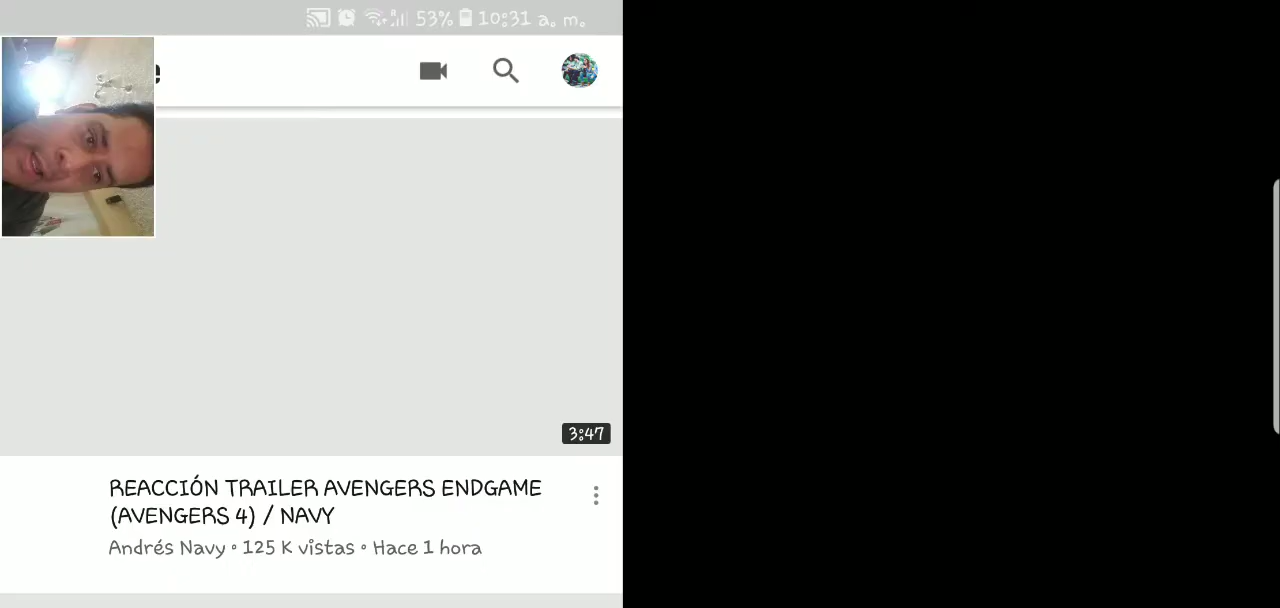 53% 10:31 a. m.
e
3:47
REACCIÓN TRAILER AVENGERS ENDGAME
(AVENGERS 4) / NAVY
Andrés Navy • 125 K vistas • Hace 1 hora